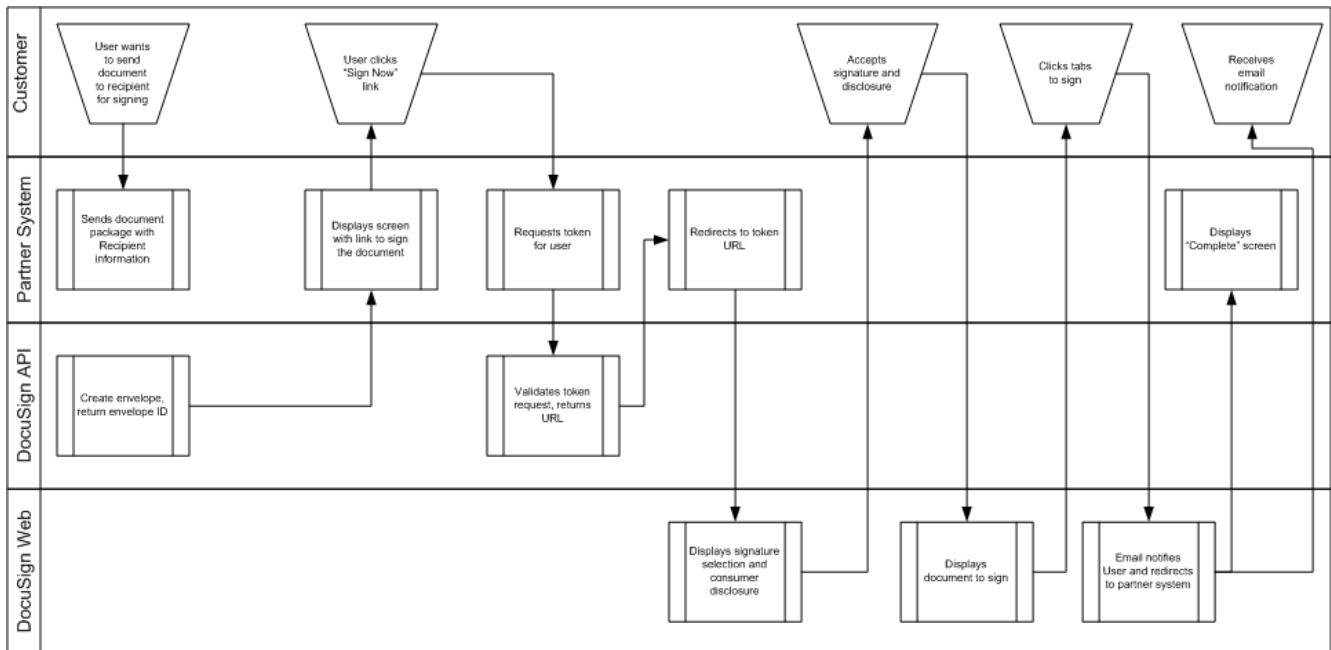 Customer
User wants
to send
document
to recipient
for signing
User clicks
“Sign Now”
link
Accepts
signature and
disclosure
Clicks tabs
to sign
Receives
email
notification
Partner System
Sends document
package with
Recipient
information
Displays screen
with link to sign
the document
Requests token
for user
Redirects to token
URL
Displays
“Complete” screen
DocuSign API
Create envelope,
return envelope ID
Validates token
request, returns
URL
DocuSign Web
Displays signature
selection and
consumer
disclosure
Displays
document to sign
Email notifies
User and redirects
to partner system